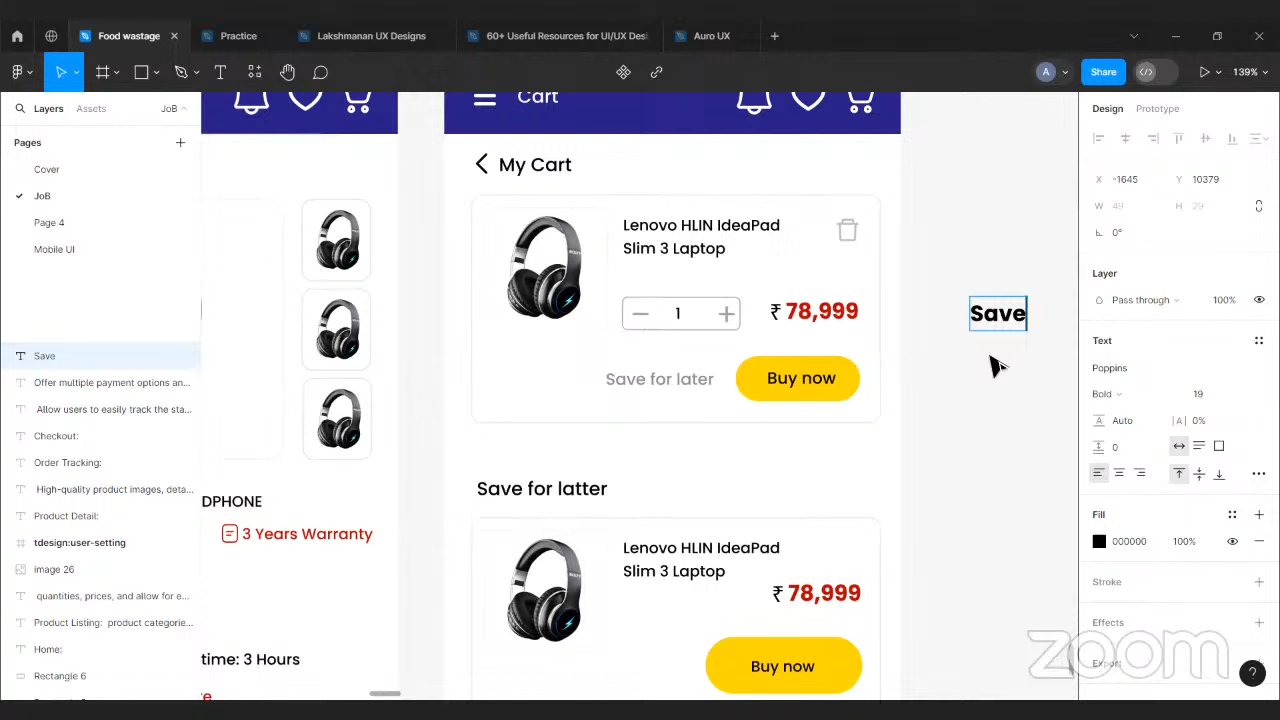 Food wastage
Practice
Lakshmanan UX Designs
60+ Useful Resources for UI/UX Desi
Auro UX
A
Share
139%
Layers
Assets
JoB
Pages
Cover
JoB
Page 4
Mobile UI
Save
Offer multiple payment options an...
Allow users to easily track the sta...
Checkout:
Order Tracking:
High-quality product images, deta...
Product Detail:
tdesign:user-setting
image 26
quantities, prices, and allow for e...
Product Listing: product categorie...
Home:
Rectangle 6
DPHONE
3 Years Warranty
time: 3 Hours
Cart
My Cart
Lenovo HLIN IdeaPad
Slim 3 Laptop
1
₹ 78,999
Save for later
Buy now
Save for latter
Lenovo HLIN IdeaPad
Slim 3 Laptop
₹ 78,999
Buy now
Save
Design
Prototype
X -1645
Y 10379
W 49
H 29
0°
Layer
Pass through
100%
Text
Poppins
Bold
19
Auto
|A| 0%
0
Fill
000000
100%
Stroke
Effects
Export
zoom
?